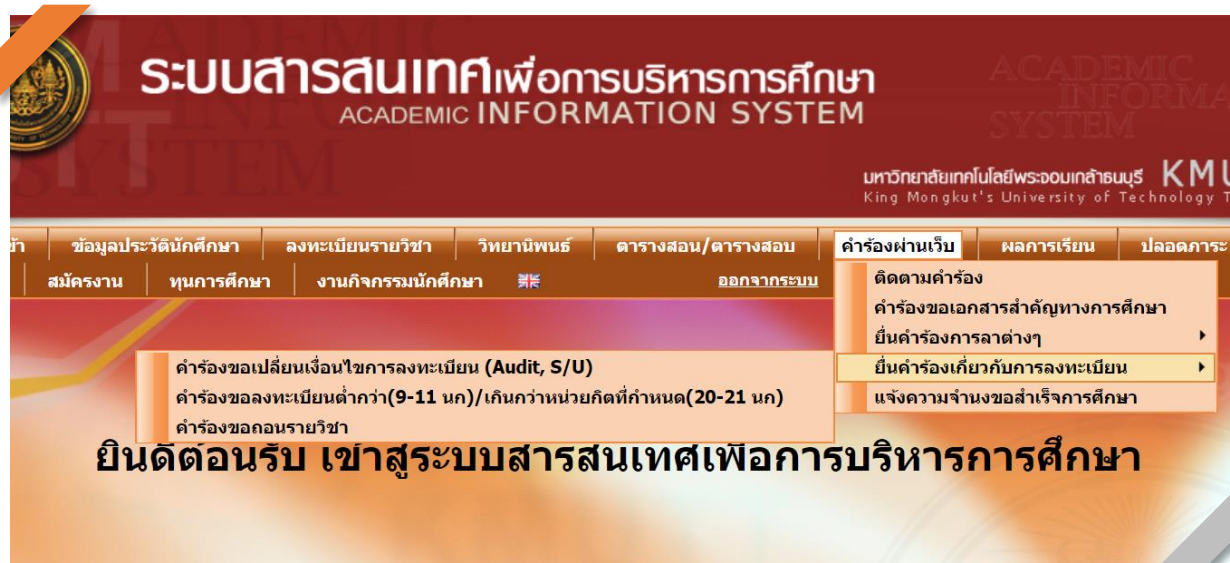 ระบบสารสนเทศเพื่อการบริหารการศึกษา
ACADEMIC INFORMATION SYSTEM
ACADEMIC
SYSTEM
มหาวิทยาลัยเทคโนโลยีพระจอมเกล้าธนบุรี
King Mongkut's University of Technology
ข้อมูลประวัตินักศึกษา ลงทะเบียนรายวิชา วิทยานิพนธ์ ตารางสอน/ตารางสอบ คำร้องผ่านเว็บ ผลการเรียน ปลอดภาระ
สมัครงาน ทุนการศึกษา งานกิจกรรมนักศึกษา ออกจากระบบ
ติดตามคำร้อง
คำร้องขอเอกสารสำคัญทางการศึกษา
ยื่นคำร้องการลาต่างๆ
ยื่นคำร้องเกี่ยวกับการลงทะเบียน
แจ้งความจำนงขอสำเร็จการศึกษา
คำร้องขอเปลี่ยนเงื่อนไขการลงทะเบียน (Audit, S/U)
คำร้องขอลงทะเบียนต่ำกว่า(9-11 นก)/เกินกว่าหน่วยกิตที่กำหนด(20-21 นก)
คำร้องขอถอนรายวิชา
ยินดีต้อนรับ เข้าสู่ระบบสารสนเทศเพื่อการบริหารการศึกษา